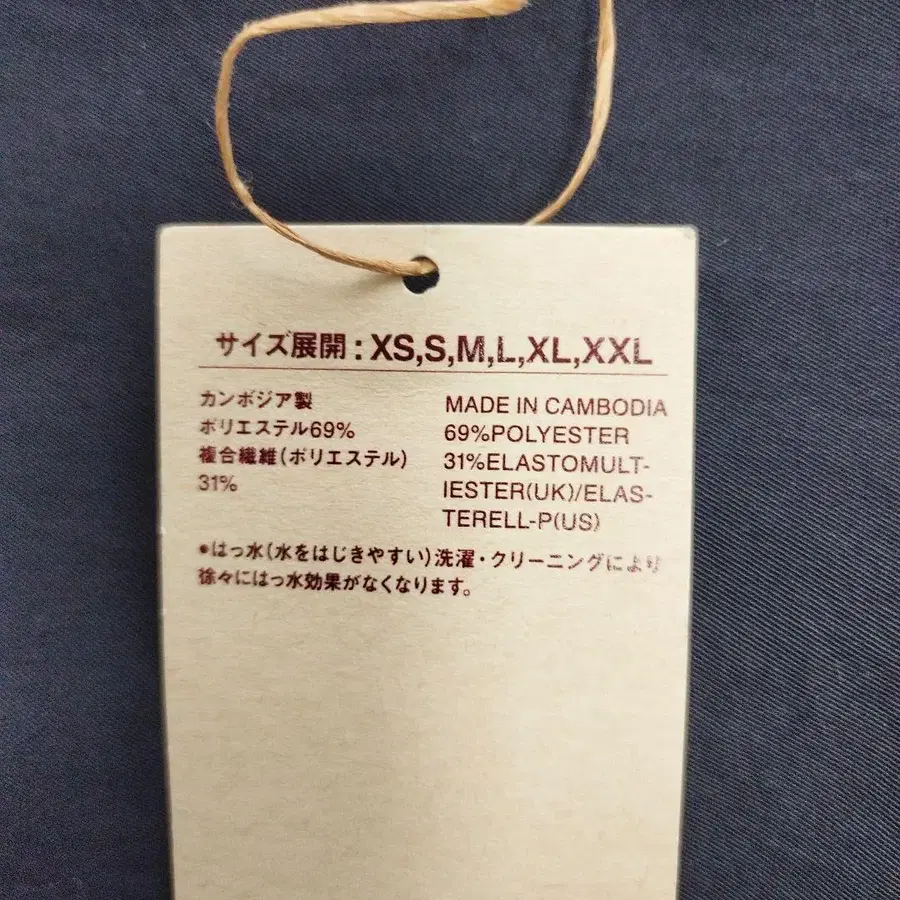 サイズ展開:XS,S,M,L,XL,XXL
カンボジア製
ポリエステル69%
複合繊維(ポリエステル)
31%
MADE IN CAMBODIA
69%POLYESTER
31%ELASTOMULT-
IESTER(UK)/ELAS-
TERELL-P(US)
●はっ水(水をはじきやすい)洗濯・クリーニングにより
徐々にはっ水効果がなくなります。